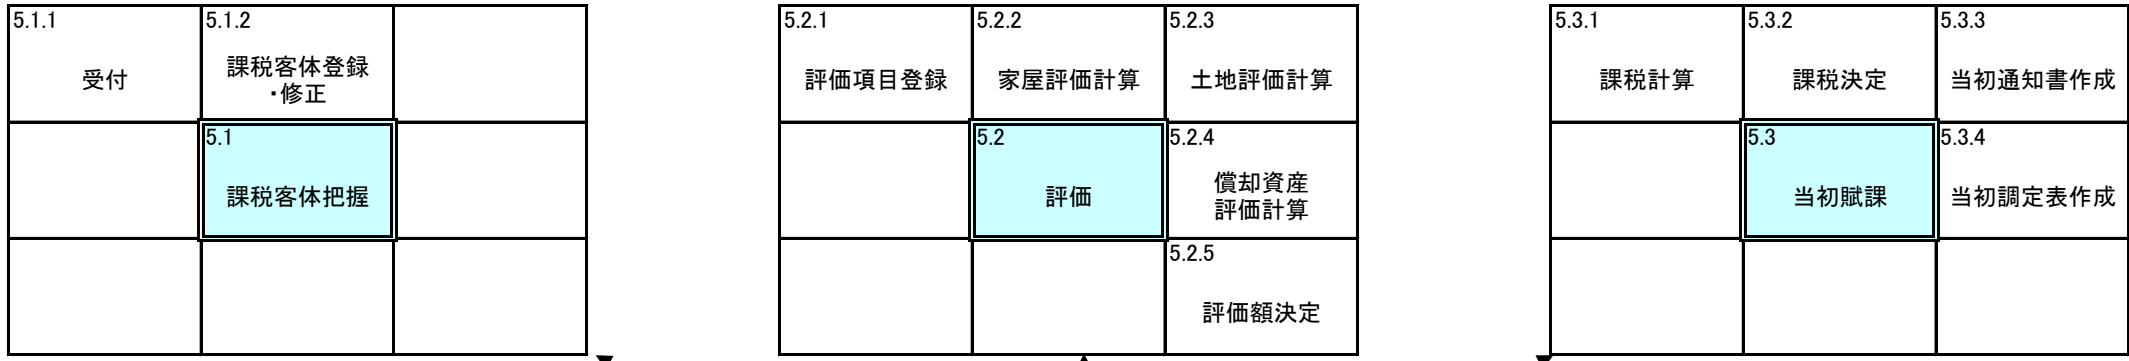 5.1.1
受付
5.1.2
課税客体登録
・修正
5.1
課税客体把握
5.2.1
評価項目登録
5.2.2
家屋評価計算
5.2.3
土地評価計算
5.2
評価
5.2.4
償却資産
評価計算
5.2.5
評価額決定
5.3.1
課税計算
5.3.2
課税決定
5.3.3
当初通知書作成
5.3
当初賦課
5.3.4
当初調定表作成